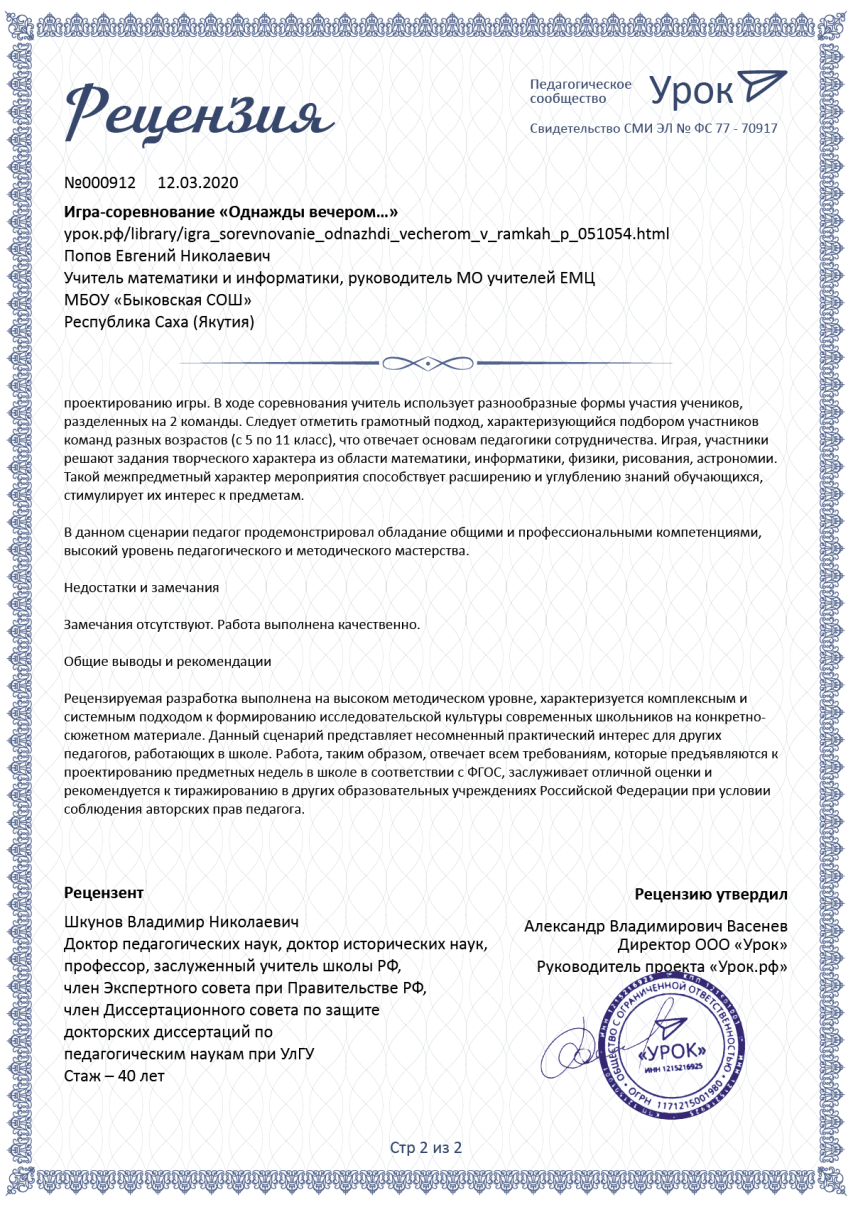 Рецензия
Педагогическое
сообщество
Урок
Свидетельство СМИ ЭЛ № ФС 77 - 70917
№000912 12.03.2020
Игра-соревнование «Однажды вечером…»
урок.рф/library/igra_sorevnovanie_odnazhdi_vecherom_v_ramkah_p_051054.html
Попов Евгений Николаевич
Учитель математики и информатики, руководитель МО учителей ЕМЦ
МБОУ «Быковская СОШ»
Республика Саха (Якутия)
проектированию игры. В ходе соревнования учитель использует разнообразные формы участия учеников,
разделенных на 2 команды. Следует отметить грамотный подход, характеризующийся подбором участников
команд разных возрастов (с 5 по 11 класс), что отвечает основам педагогики сотрудничества. Играя, участники
решают задания творческого характера из области математики, информатики, физики, рисования, астрономии.
Такой межпредметный характер мероприятия способствует расширению и углублению знаний обучающихся,
стимулирует их интерес к предметам.
В данном сценарии педагог продемонстрировал обладание общими и профессиональными компетенциями,
высокий уровень педагогического и методического мастерства.
Недостатки и замечания
Замечания отсутствуют. Работа выполнена качественно.
Общие выводы и рекомендации
Рецензируемая разработка выполнена на высоком методическом уровне, характеризуется комплексным и
системным подходом к формированию исследовательской культуры современных школьников на конкретно-
сюжетном материале. Данный сценарий представляет несомненный практический интерес для других
педагогов, работающих в школе. Работа, таким образом, отвечает всем требованиям, которые предъявляются к
проектированию предметных недель в школе в соответствии с ФГОС, заслуживает отличной оценки и
рекомендуется к тиражированию в других образовательных учреждениях Российской Федерации при условии
соблюдения авторских прав педагога.
Рецензент
Шкунов Владимир Николаевич
Доктор педагогических наук, доктор исторических наук,
профессор, заслуженный учитель школы РФ,
член Экспертного совета при Правительстве РФ,
член Диссертационного совета по защите
докторских диссертаций по
педагогическим наукам при УлГУ
Стаж – 40 лет
Рецензию утвердил
Александр Владимирович Васенев
Директор ООО «Урок»
Руководитель проекта «Урок.рф»
ОБЩЕСТВО С ОГРАНИЧЕННОЙ ОТВЕТСТВЕННОСТЬЮ
«УРОК»
ИНН 1215216925
ОГРН 1171215001980
Стр 2 из 2